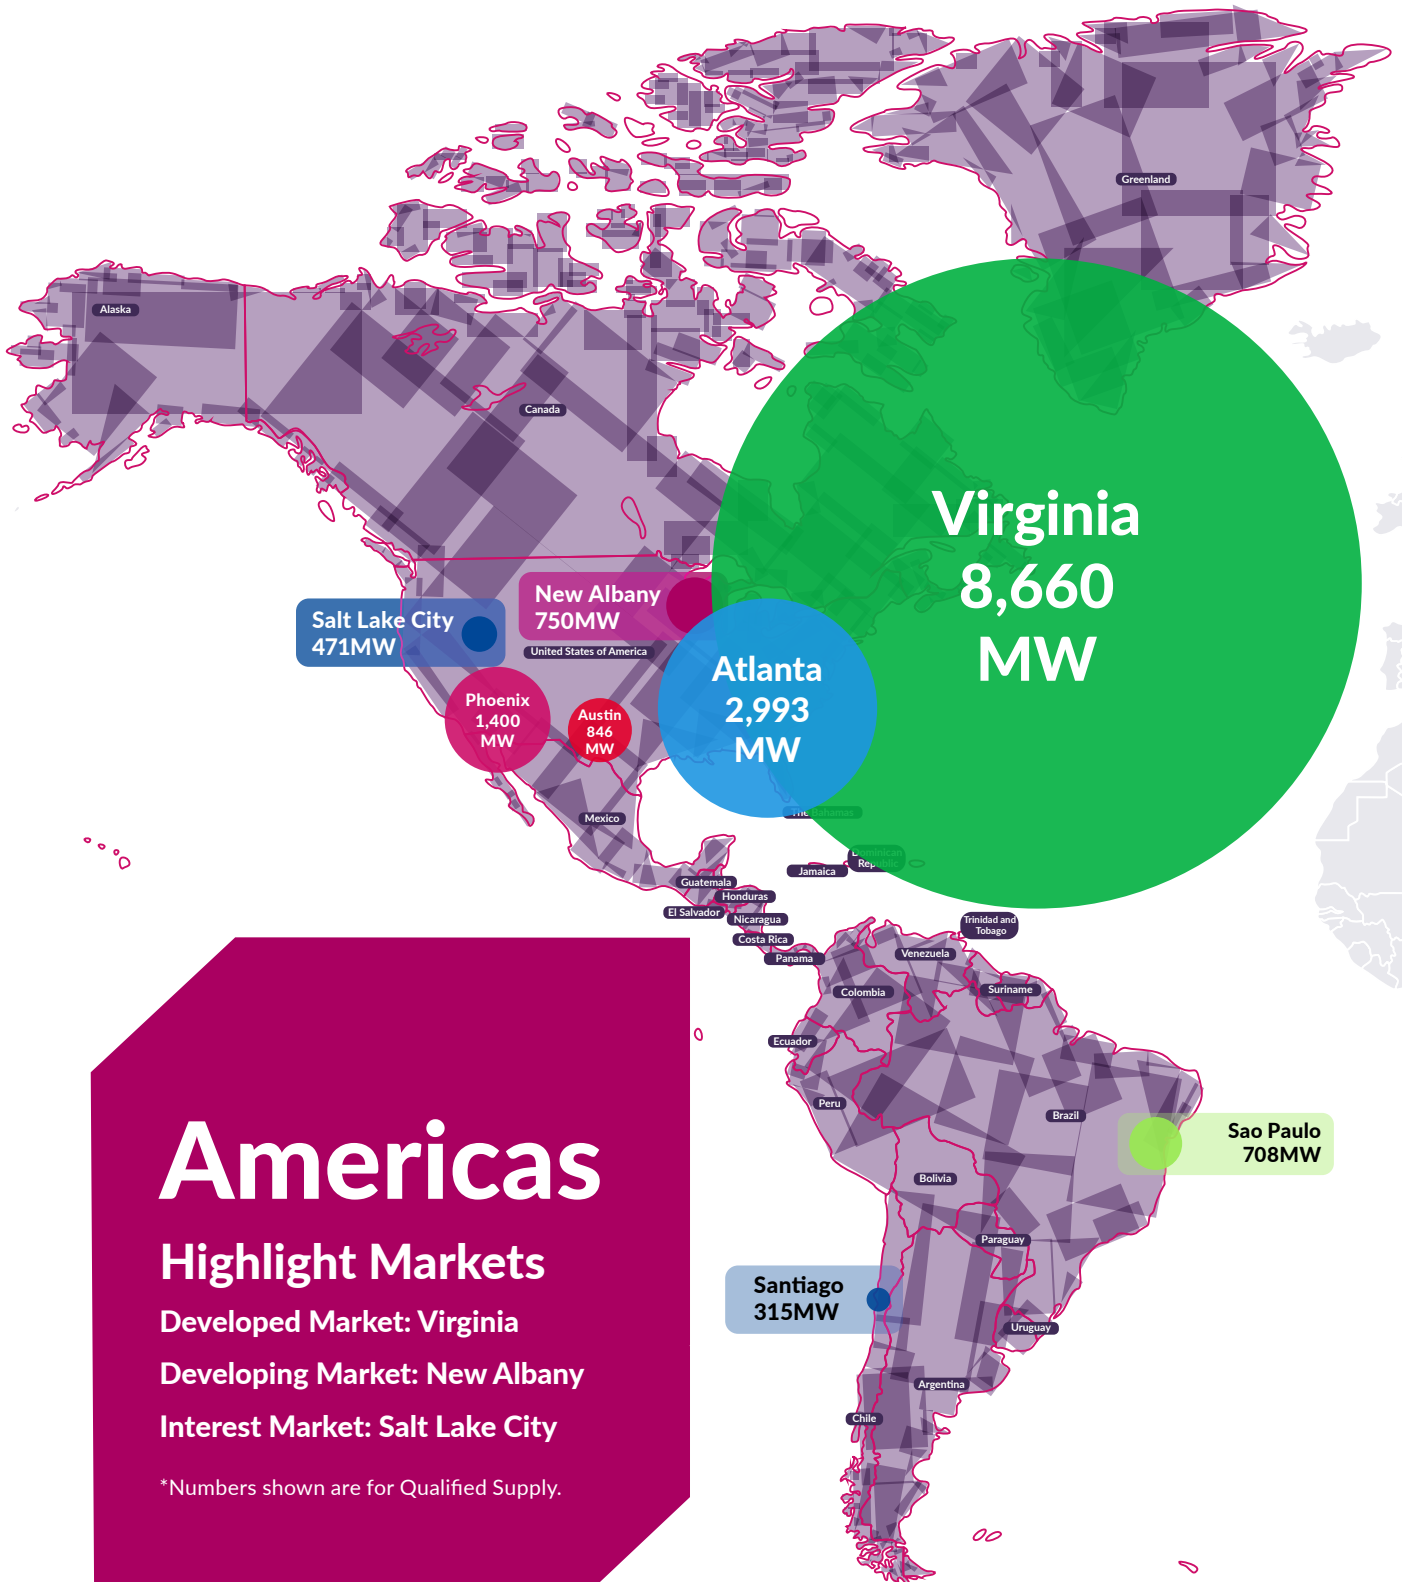 Greenland
Alaska
Canada
Virginia
8,660
MW
New Albany
750MW
Salt Lake City
471MW
United States of America
Atlanta
2,993
MW
Phoenix
1,400
MW
Austin
846
MW
The Bahamas
Mexico
Dominican
Republic
Jamaica
Guatemala
Honduras
El Salvador
Nicaragua
Trinidad and
Tobago
Costa Rica
Panama
Venezuela
Colombia
Suriname
Ecuador
Peru
Brazil
Sao Paulo
708MW
Bolivia
Paraguay
Santiago
315MW
Uruguay
Argentina
Chile
Americas
Highlight Markets
Developed Market: Virginia
Developing Market: New Albany
Interest Market: Salt Lake City
*Numbers shown are for Qualified Supply.